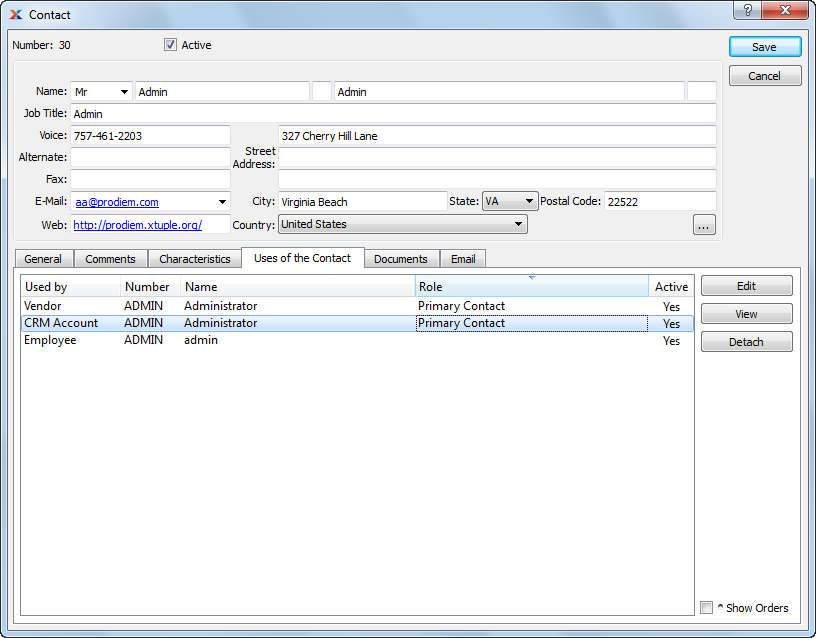 Contact
Number: 30 Active Save
Cancel
Name: Mr Admin Admin
Job Title: Admin
Voice: 757-461-2203 327 Cherry Hill Lane
Alternate: Street Address:
Fax:
E-Mail: aa@prodiem.com City: Virginia Beach State: VA Postal Code: 22522
Web: http://prodiem.xtuple.org/ Country: United States ...
General Comments Characteristics Uses of the Contact Documents Email
Used by Number Name Role Active Edit
Vendor ADMIN Administrator Primary Contact Yes View
CRM Account ADMIN Administrator Primary Contact Yes
Employee ADMIN admin Yes Detach
^ Show Orders